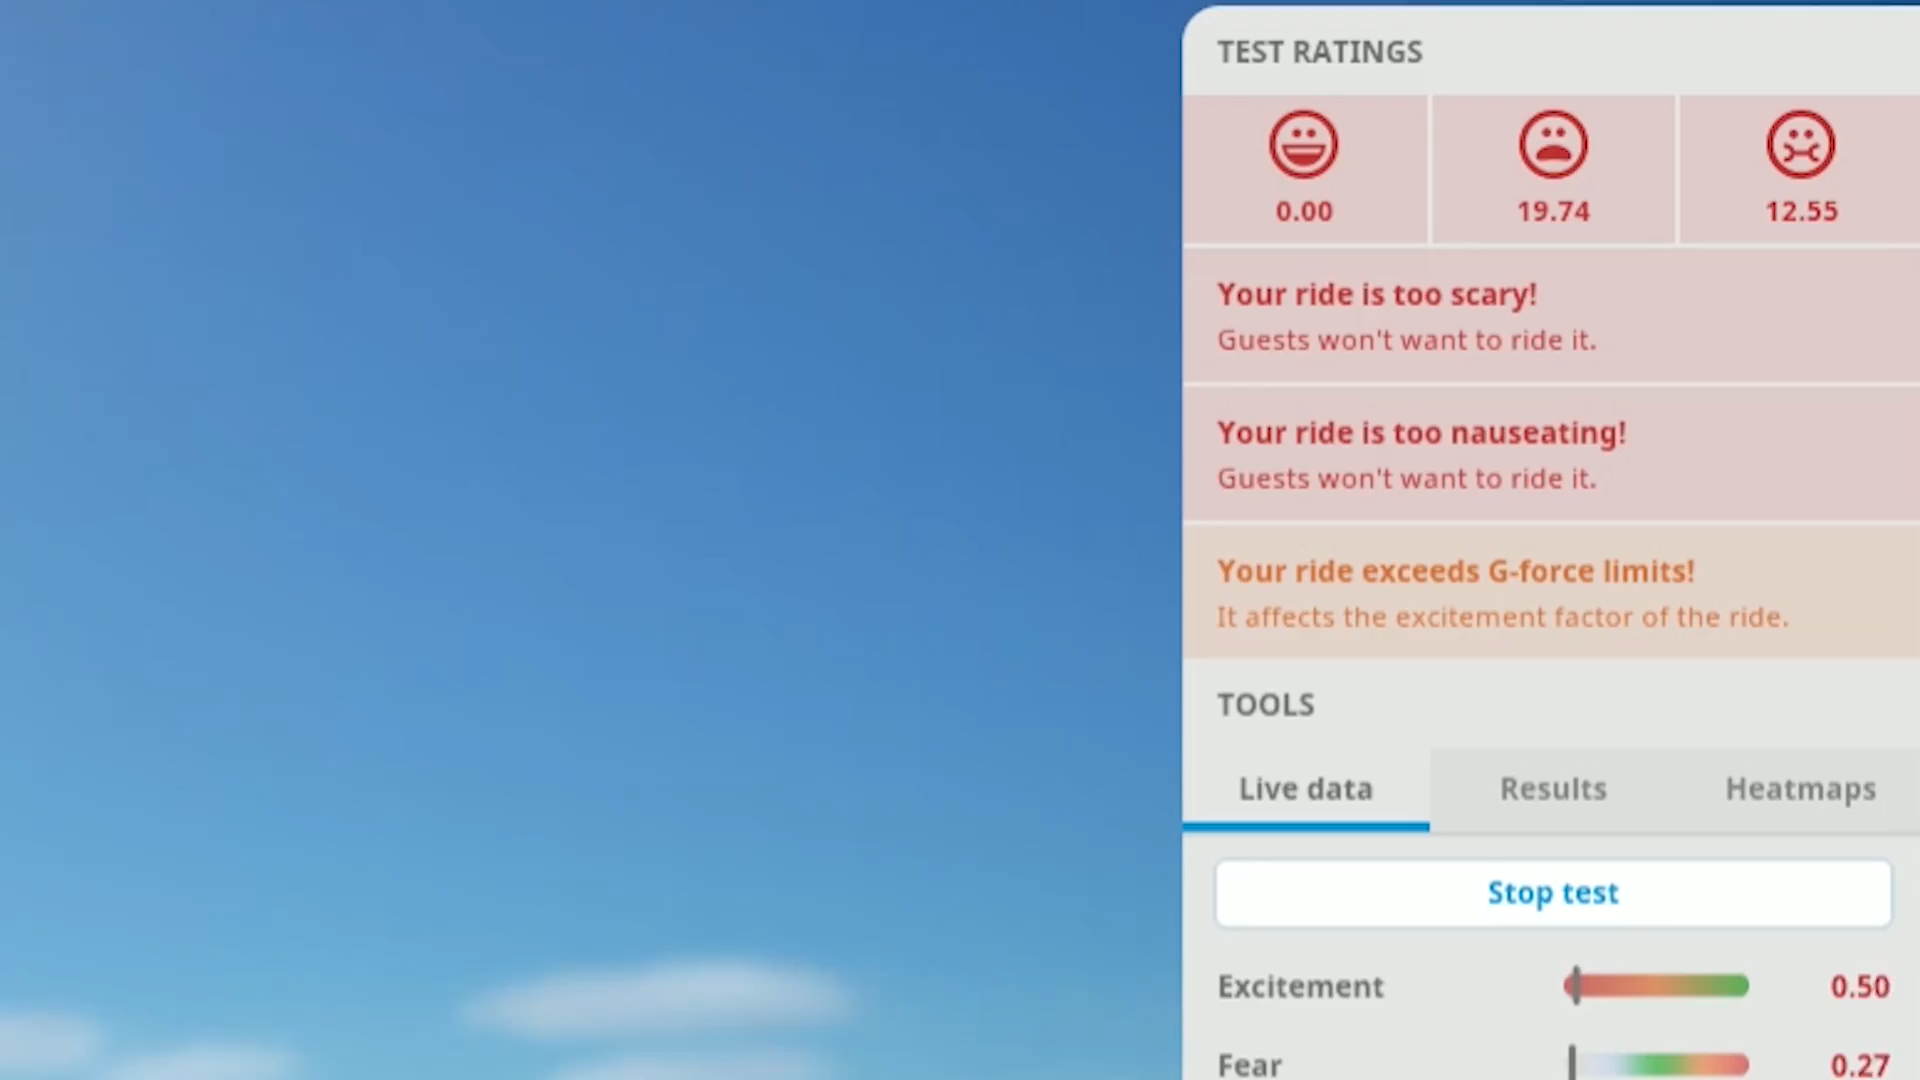 TEST RATINGS
0.00 19.74 12.55
Your ride is too scary!
Guests won't want to ride it.
Your ride is too nauseating!
Guests won't want to ride it.
Your ride exceeds G-force limits!
It affects the excitement factor of the ride.
TOOLS
Live data Results Heatmaps
Stop test
Excitement 0.50
Fear 0.27